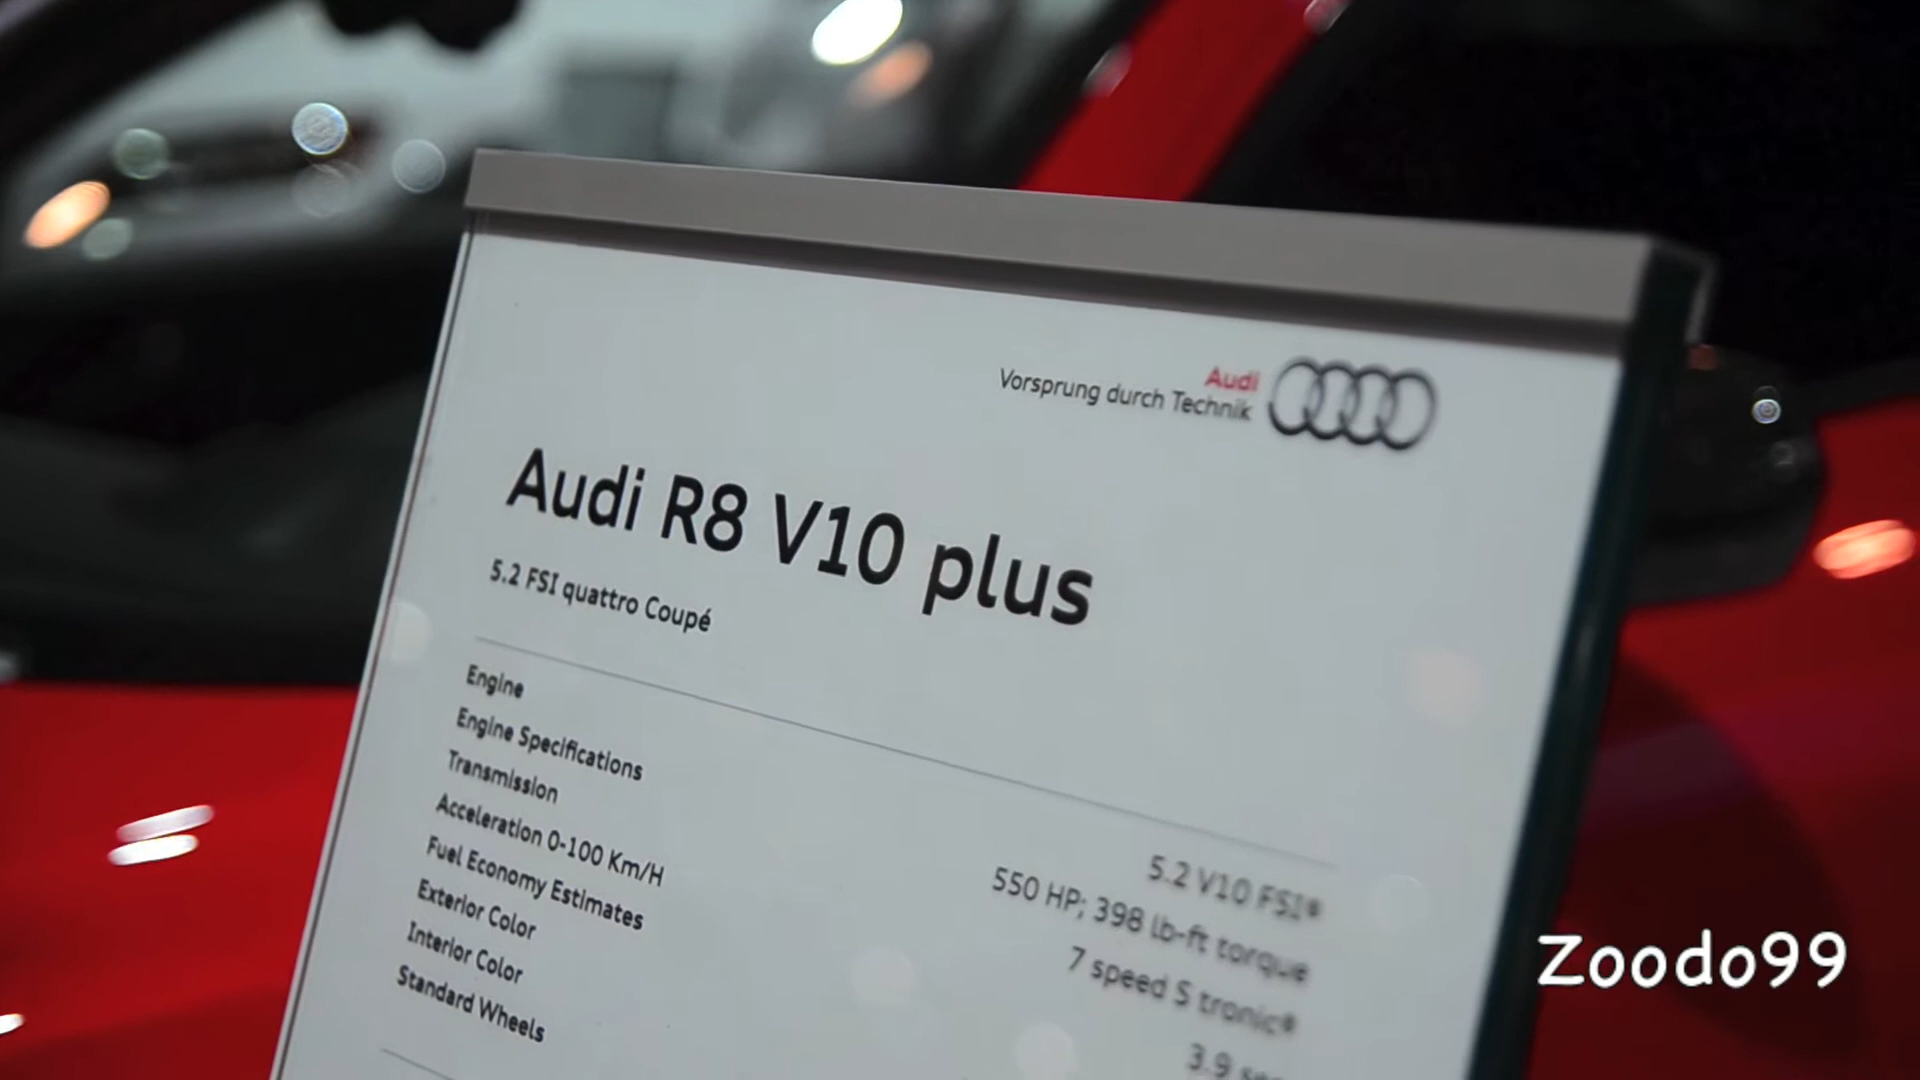 Audi
Vorsprung durch Technik
Audi R8 V10 plus
5.2 FSI quattro Coupé
Engine
5.2 V10 FSI®
Engine Specifications
550 HP; 398 lb-ft torque
Transmission
7 speed S tronic®
Acceleration 0-100 Km/H
3.9
Fuel Economy Estimates
Exterior Color
Interior Color
Standard Wheels
Zoodo99